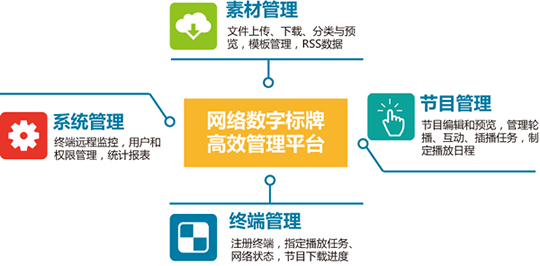 素材管理
文件上传、下载、分类与预
览，模板管理，RSS数据
系统管理
终端远程监控，用户和
权限管理，统计报表
网络数字标牌
高效管理平台
节目管理
节目编辑和预览，管理轮
播、互动、插播任务，制
定播放日程
终端管理
注册终端，指定播放任务、
网络状态，节目下载进度